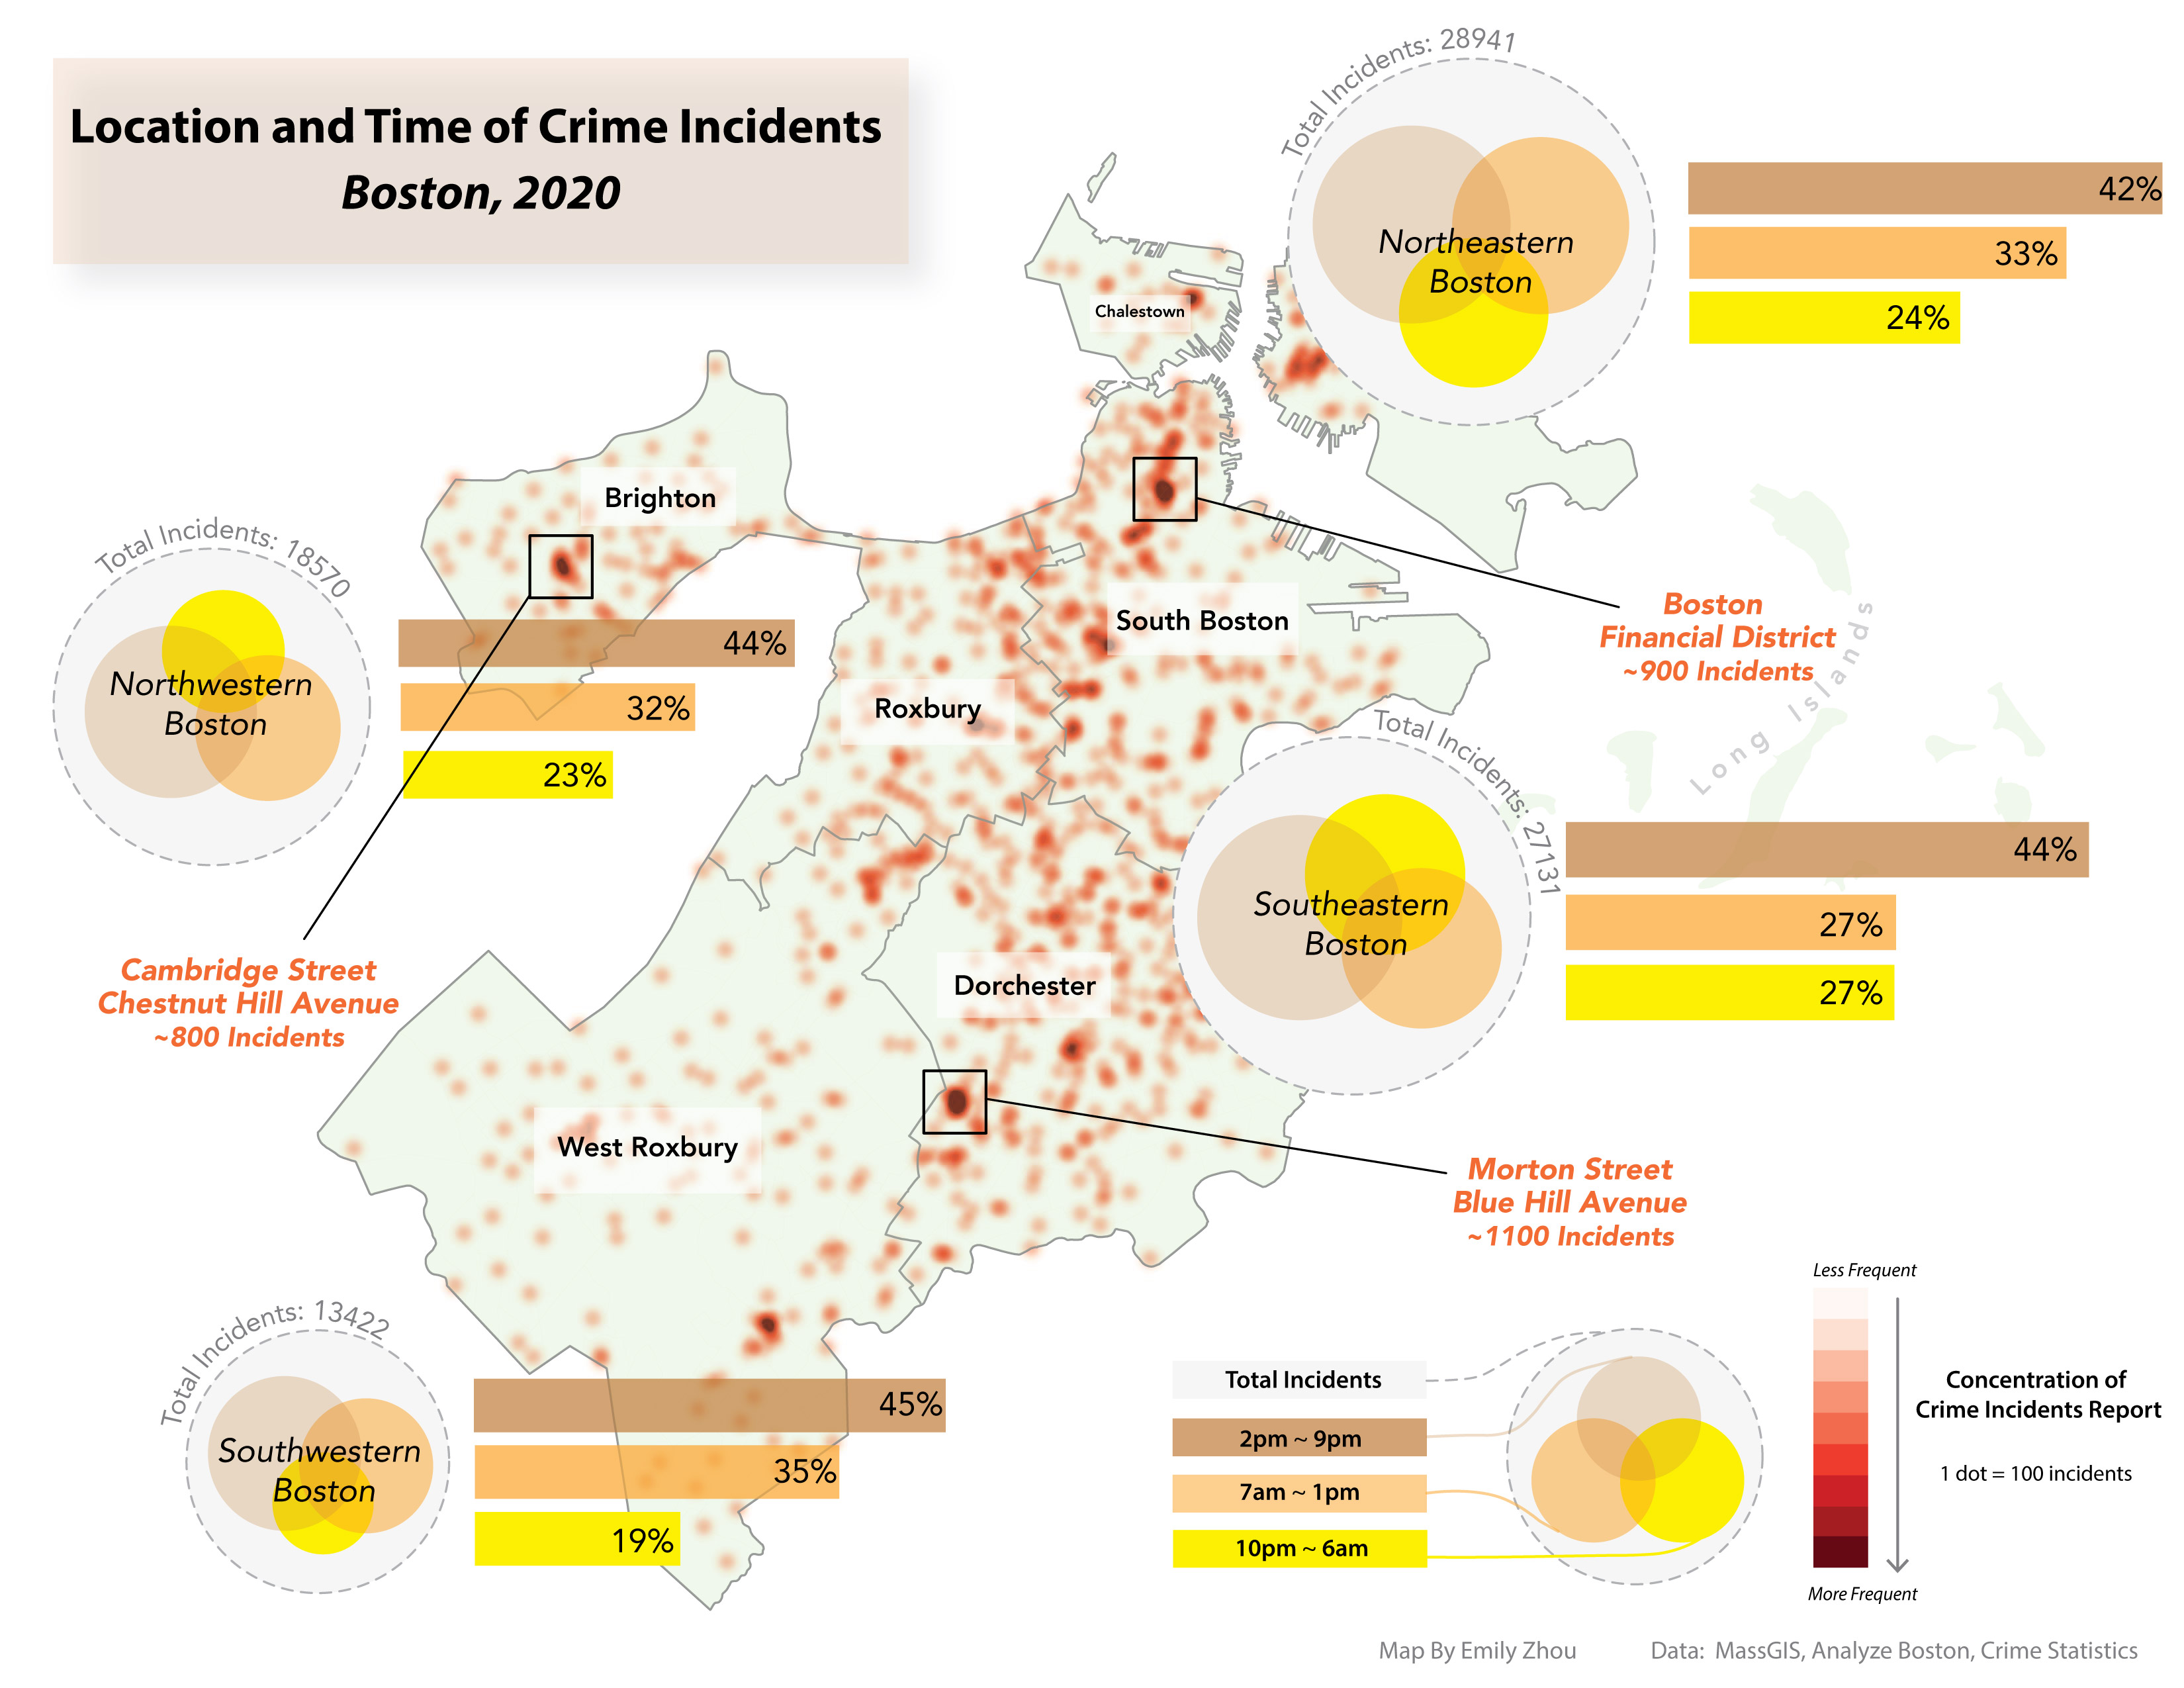 Location and Time of Crime Incidents
Boston, 2020
Total Incidents: 28941
Northeastern
Boston
42%
33%
24%
Chalestown
Brighton
South Boston
Roxbury
Dorchester
West Roxbury
Total Incidents: 18570
Northwestern
Boston
44%
32%
23%
Boston
Financial District
~900 Incidents
Long Islands
Total Incidents: 27131
Southeastern
Boston
44%
27%
27%
Cambridge Street
Chestnut Hill Avenue
~800 Incidents
Morton Street
Blue Hill Avenue
~1100 Incidents
Total Incidents: 13422
Southwestern
Boston
45%
35%
19%
Total Incidents
2pm ~ 9pm
7am ~ 1pm
10pm ~ 6am
Less Frequent
Concentration of
Crime Incidents Report
1 dot = 100 incidents
More Frequent
Map By Emily Zhou
Data: MassGIS, Analyze Boston, Crime Statistics